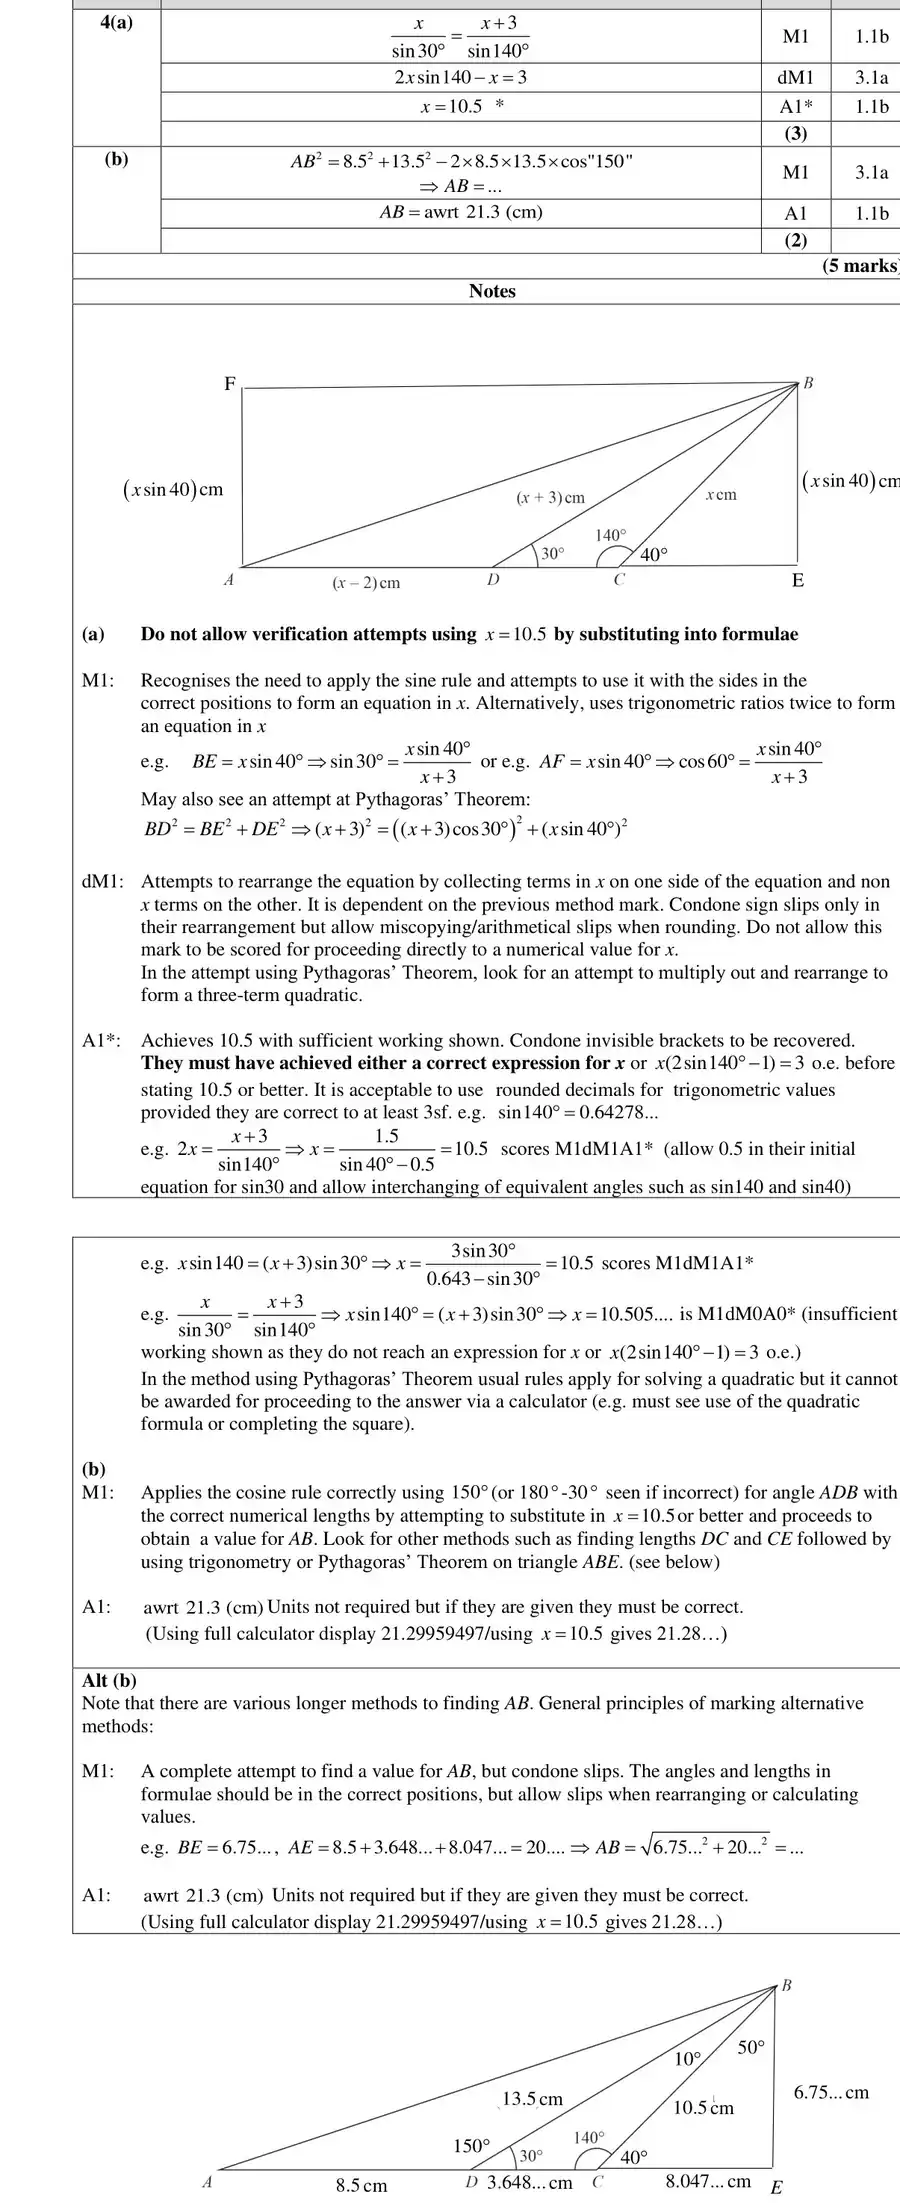 4(a)
x/sin 30° = (x+3)/sin 140°
M1
1.1b
2x sin 140 − x = 3
dM1
3.1a
x = 10.5 *
A1*
1.1b
(3)
(b)
AB² = 8.5² + 13.5² − 2×8.5×13.5×cos"150"
⇒ AB = ...
M1
3.1a
AB = awrt 21.3 (cm)
A1
1.1b
(2)
(5 marks)
Notes
F
B
(x sin 40) cm
(x + 3) cm
x cm
(x sin 40) cm
140°
30°
40°
A
(x – 2) cm
D
C
E
(a) Do not allow verification attempts using x = 10.5 by substituting into formulae
M1: Recognises the need to apply the sine rule and attempts to use it with the sides in the
correct positions to form an equation in x. Alternatively, uses trigonometric ratios twice to form
an equation in x
e.g. BE = x sin 40° ⇒ sin 30° = (x sin 40°)/(x+3) or e.g. AF = x sin 40° ⇒ cos 60° = (x sin 40°)/(x+3)
May also see an attempt at Pythagoras' Theorem:
BD² = BE² + DE² ⇒ (x+3)² = ((x+3)cos 30°)² + (x sin 40°)²
dM1: Attempts to rearrange the equation by collecting terms in x on one side of the equation and non
x terms on the other. It is dependent on the previous method mark. Condone sign slips only in
their rearrangement but allow miscopying/arithmetical slips when rounding. Do not allow this
mark to be scored for proceeding directly to a numerical value for x.
In the attempt using Pythagoras' Theorem, look for an attempt to multiply out and rearrange to
form a three-term quadratic.
A1*: Achieves 10.5 with sufficient working shown. Condone invisible brackets to be recovered.
They must have achieved either a correct expression for x or x(2sin140° −1) = 3 o.e. before
stating 10.5 or better. It is acceptable to use rounded decimals for trigonometric values
provided they are correct to at least 3sf. e.g. sin140° = 0.64278...
e.g. 2x = (x+3)/sin 140° ⇒ x = 1.5/(sin 40° − 0.5) = 10.5 scores M1dM1A1* (allow 0.5 in their initial
equation for sin30 and allow interchanging of equivalent angles such as sin140 and sin40)
e.g. x sin140 = (x+3)sin30° ⇒ x = 3sin30°/(0.643 − sin30°) = 10.5 scores M1dM1A1*
e.g. x/sin 30° = (x+3)/sin 140° ⇒ x sin140° = (x+3)sin30° ⇒ x = 10.505.... is M1dM0A0* (insufficient
working shown as they do not reach an expression for x or x(2sin140° −1) = 3 o.e.)
In the method using Pythagoras' Theorem usual rules apply for solving a quadratic but it cannot
be awarded for proceeding to the answer via a calculator (e.g. must see use of the quadratic
formula or completing the square).
(b)
M1: Applies the cosine rule correctly using 150° (or 180°-30° seen if incorrect) for angle ADB with
the correct numerical lengths by attempting to substitute in x = 10.5 or better and proceeds to
obtain a value for AB. Look for other methods such as finding lengths DC and CE followed by
using trigonometry or Pythagoras' Theorem on triangle ABE. (see below)
A1: awrt 21.3 (cm) Units not required but if they are given they must be correct.
(Using full calculator display 21.29959497/using x = 10.5 gives 21.28…)
Alt (b)
Note that there are various longer methods to finding AB. General principles of marking alternative
methods:
M1: A complete attempt to find a value for AB, but condone slips. The angles and lengths in
formulae should be in the correct positions, but allow slips when rearranging or calculating
values.
e.g. BE = 6.75..., AE = 8.5 + 3.648... + 8.047... = 20.... ⇒ AB = √(6.75...² + 20...²) = ...
A1: awrt 21.3 (cm) Units not required but if they are given they must be correct.
(Using full calculator display 21.29959497/using x = 10.5 gives 21.28…)
B
50°
10°
13.5 cm
10.5 cm
6.75... cm
150°
30°
140°
40°
A
8.5 cm
D
3.648... cm
C
8.047... cm
E